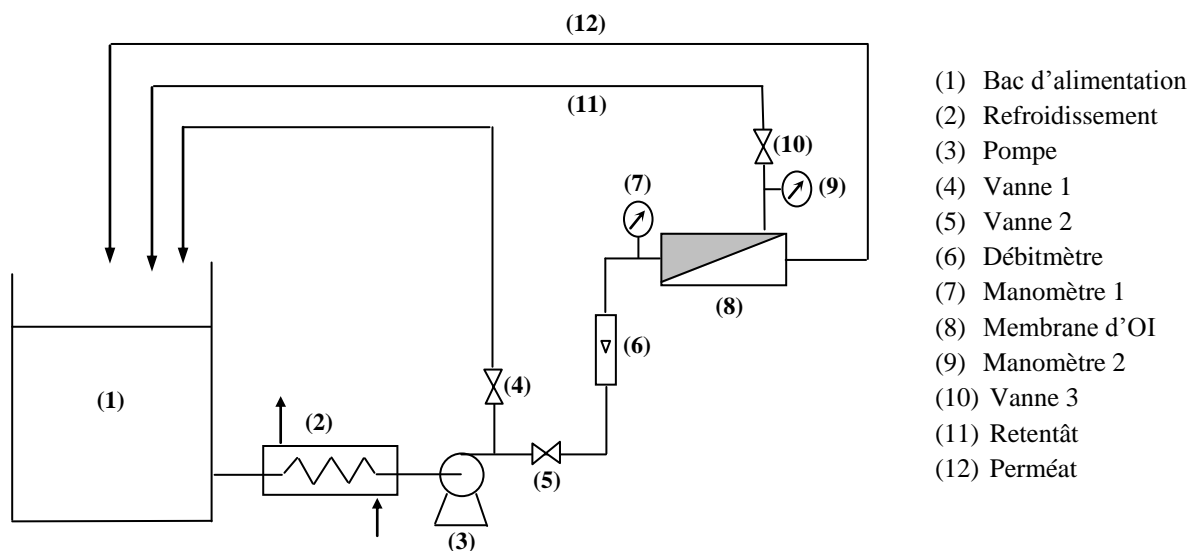 (12)
(11)
(10)
(7)
(9)
(8)
(6)
(4)
(1)
(2)
(5)
(3)
(1) Bac d’alimentation
(2) Refroidissement
(3) Pompe
(4) Vanne 1
(5) Vanne 2
(6) Débitmètre
(7) Manomètre 1
(8) Membrane d’OI
(9) Manomètre 2
(10) Vanne 3
(11) Retentât
(12) Perméat